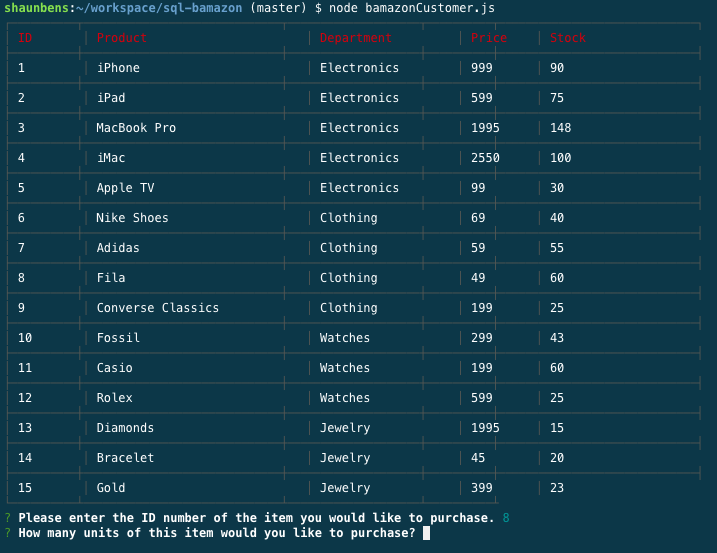 shaunbens:~/workspace/sql-bamazon (master) $ node bamazonCustomer.js
ID Product Department Price Stock
1 iPhone Electronics 999 90
2 iPad Electronics 599 75
3 MacBook Pro Electronics 1995 148
4 iMac Electronics 2550 100
5 Apple TV Electronics 99 30
6 Nike Shoes Clothing 69 40
7 Adidas Clothing 59 55
8 Fila Clothing 49 60
9 Converse Classics Clothing 199 25
10 Fossil Watches 299 43
11 Casio Watches 199 60
12 Rolex Watches 599 25
13 Diamonds Jewelry 1995 15
14 Bracelet Jewelry 45 20
15 Gold Jewelry 399 23
? Please enter the ID number of the item you would like to purchase. 8
? How many units of this item would you like to purchase?